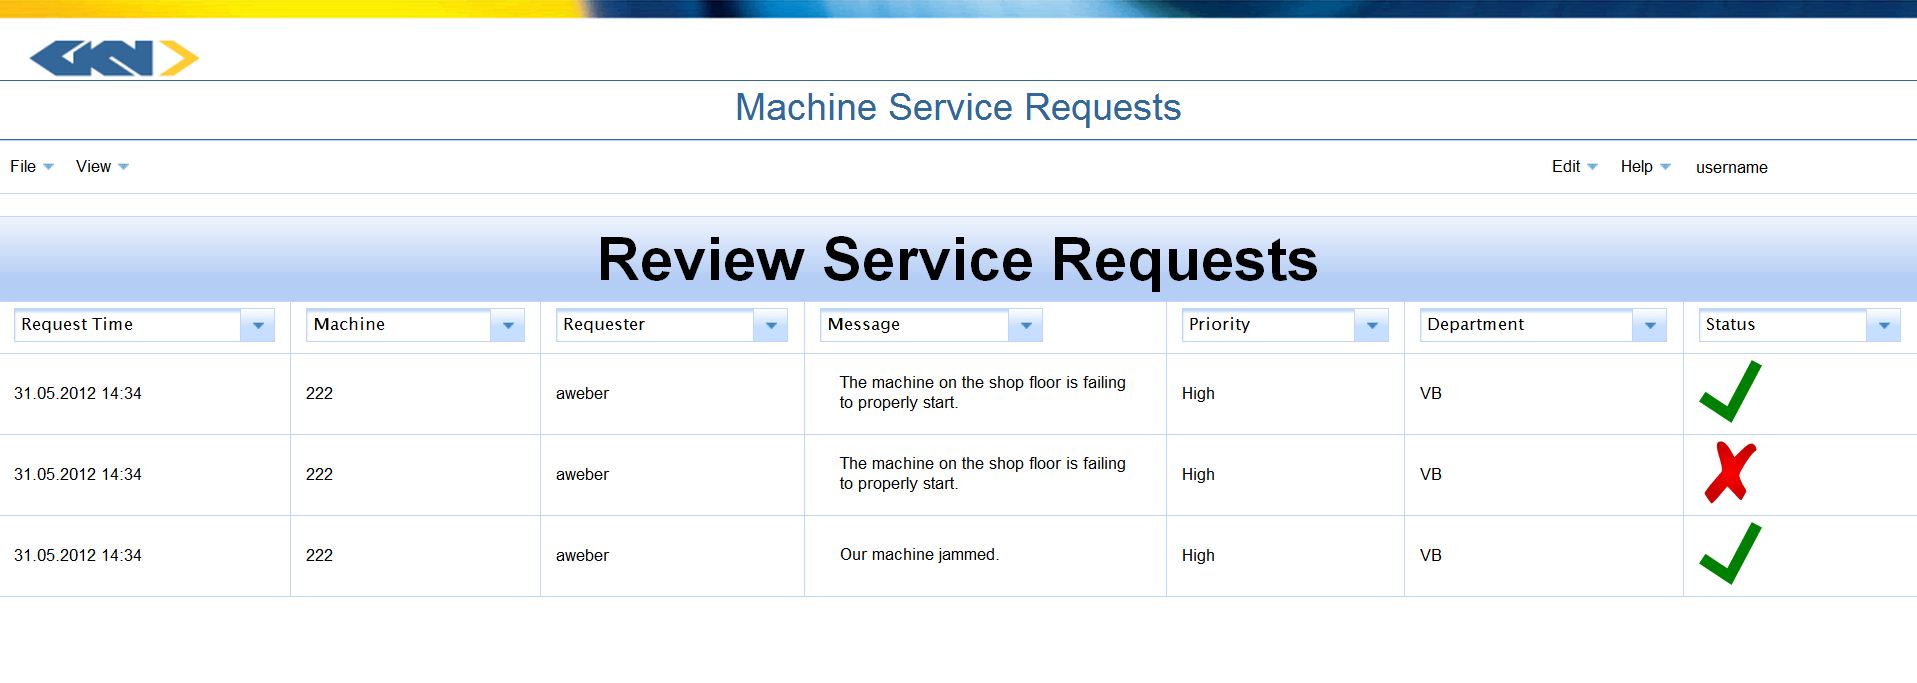 GKN
Machine Service Requests
File View Edit Help username
Review Service Requests
Request Time Machine Requester Message Priority Department Status
31.05.2012 14:34 222 aweber The machine on the shop floor is failing High VB
to properly start.
31.05.2012 14:34 222 aweber The machine on the shop floor is failing High VB
to properly start.
31.05.2012 14:34 222 aweber Our machine jammed. High VB